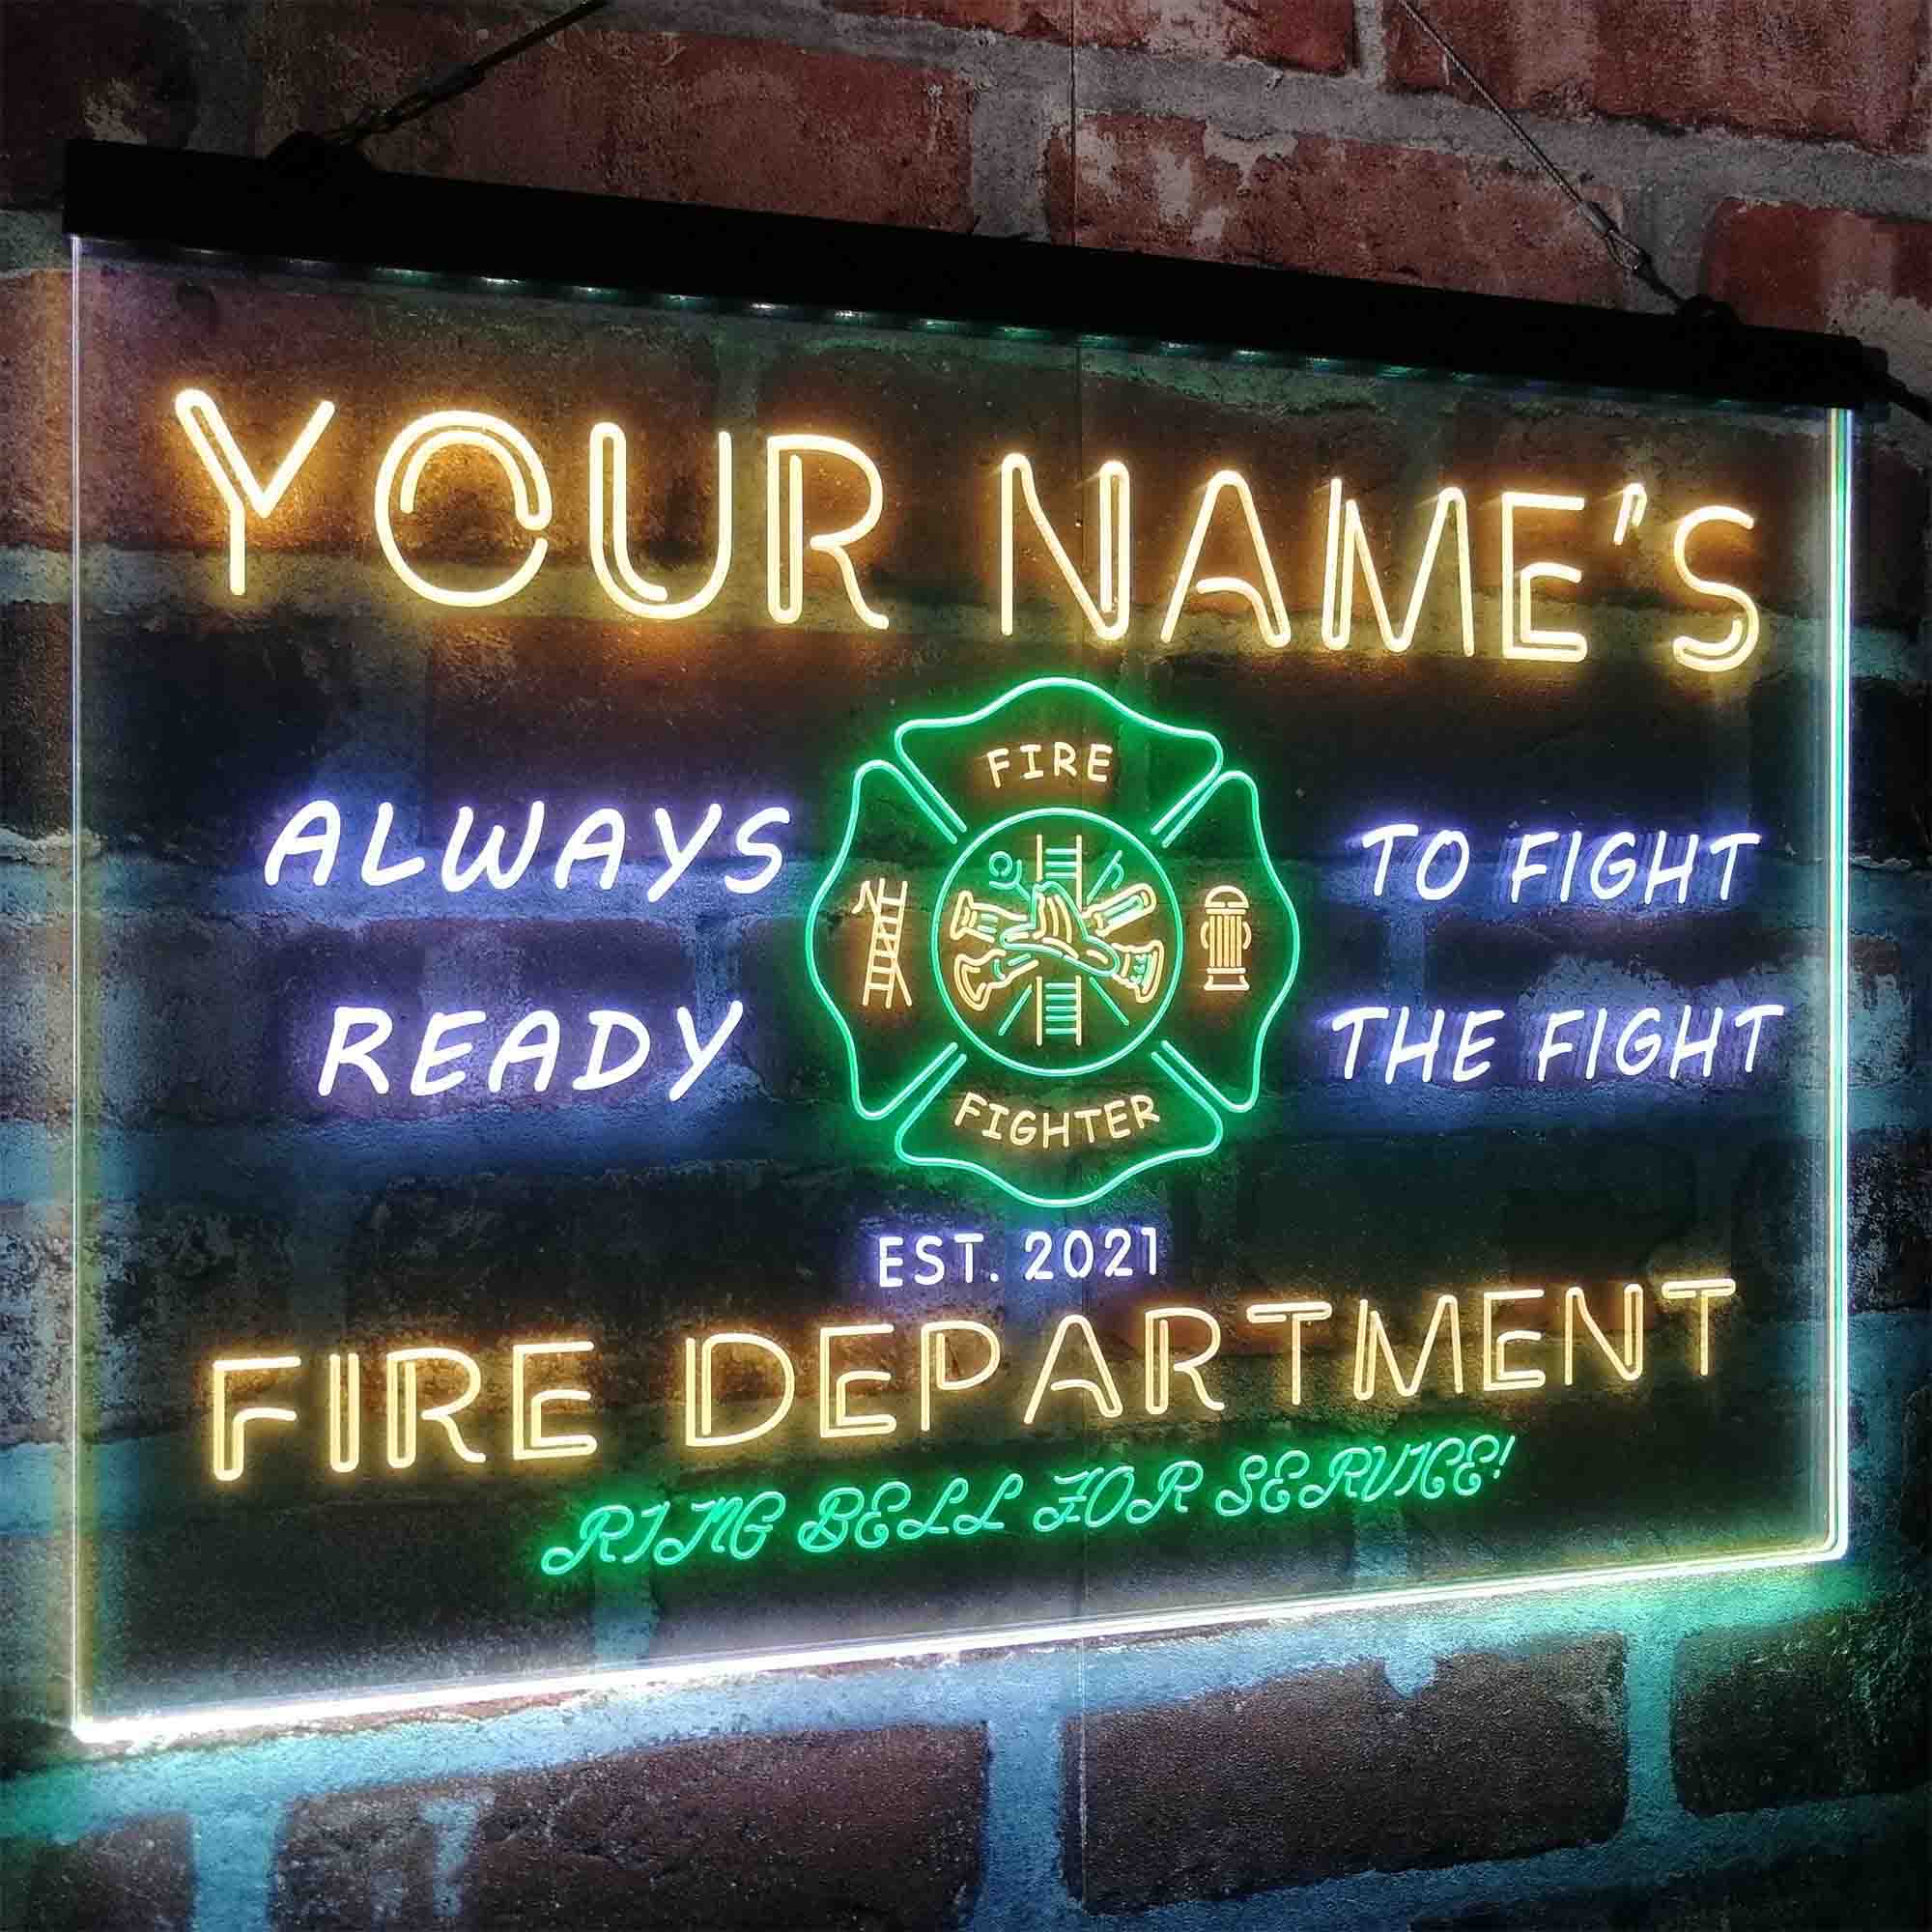 YOUR NAME'S
FIRE
ALWAYS TO FIGHT
READY THE FIGHT
FIGHTER
EST. 2021
FIRE DEPARTMENT
RING BELL FOR SERVICE!